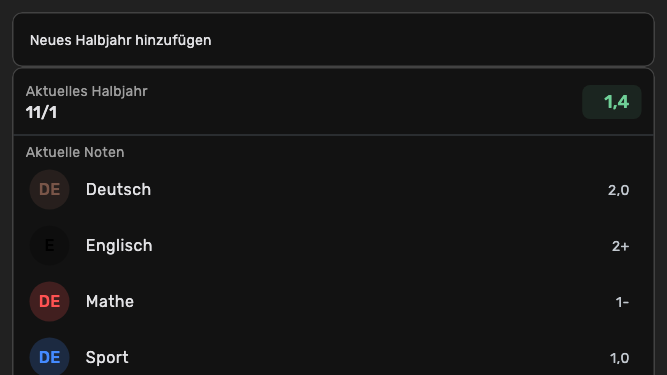 Neues Halbjahr hinzufügen
Aktuelles Halbjahr
11/1
1,4
Aktuelle Noten
DE Deutsch 2,0
E Englisch 2+
DE Mathe 1-
DE Sport 1,0